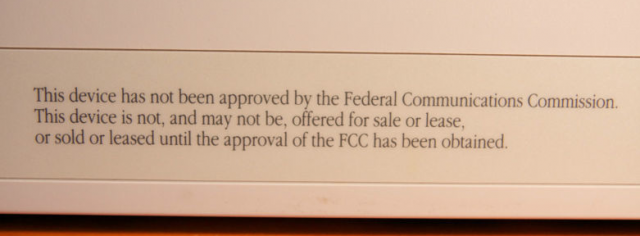 This device has not been approved by the Federal Communications Commission.
This device is not, and may not be, offered for sale or lease,
or sold or leased until the approval of the FCC has been obtained.